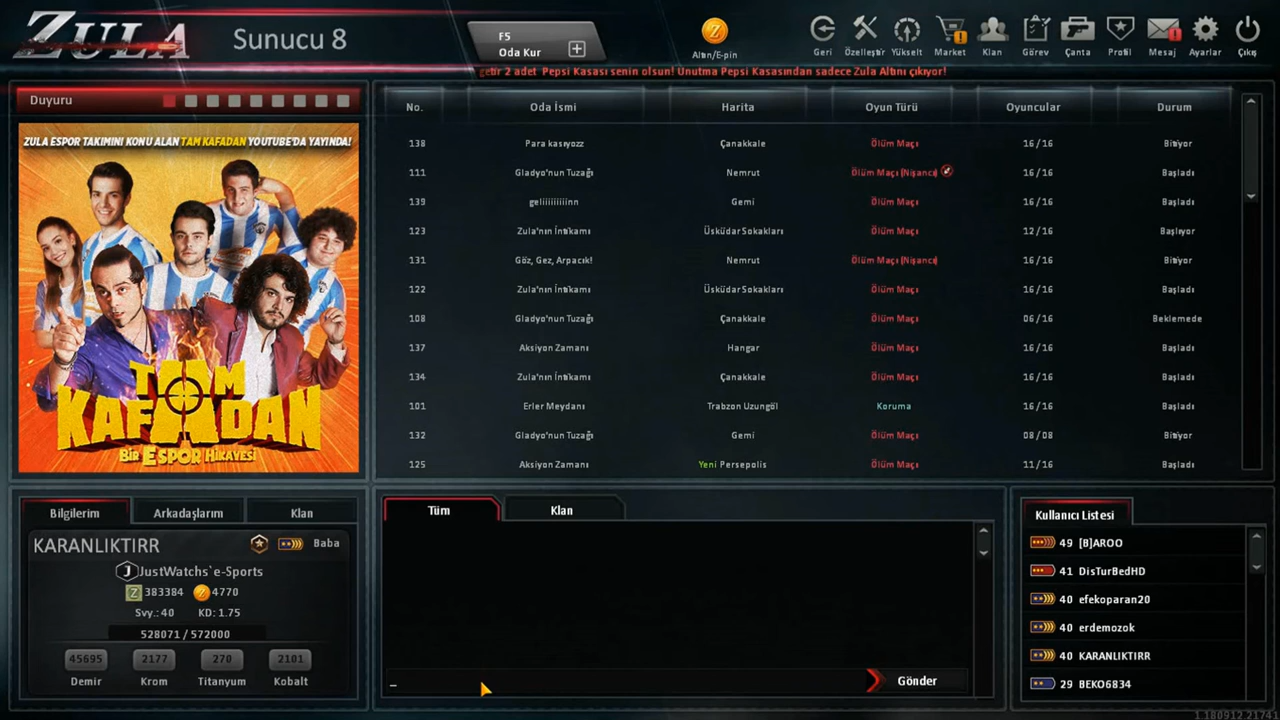 ZULA
Sunucu 8
F5
Oda Kur
Altın/E-pin
Geri
Özelleştir
Yükselt
Market
Klan
Görev
Çanta
Profil
Mesaj
Ayarlar
Çıkış
getir 2 adet Pepsi Kasası senin olsun! Unutma Pepsi Kasasından sadece Zula Altını çıkıyor!
Duyuru
ZULA ESPOR TAKIMINI KONU ALAN TAM KAFADAN YOUTUBE'DA YAYINDA!
TAM
KAFADAN
BİR ESPOR HİKAYESİ
No. Oda İsmi Harita Oyun Türü Oyuncular Durum
138 Para kasıyozz Çanakkale Ölüm Maçı 16/16 Bitiyor
111 Gladyo'nun Tuzağı Nemrut Ölüm Maçı (Nişancı) 16/16 Başladı
139 geliiiiiiiinn Gemi Ölüm Maçı 16/16 Başladı
123 Zula'nın İntikamı Üsküdar Sokakları Ölüm Maçı 12/16 Başlıyor
131 Göz, Gez, Arpacık! Nemrut Ölüm Maçı (Nişancı) 16/16 Bitiyor
122 Zula'nın İntikamı Üsküdar Sokakları Ölüm Maçı 16/16 Başladı
108 Gladyo'nun Tuzağı Çanakkale Ölüm Maçı 06/16 Beklemede
137 Aksiyon Zamanı Hangar Ölüm Maçı 16/16 Başladı
134 Zula'nın İntikamı Çanakkale Ölüm Maçı 16/16 Başladı
101 Erler Meydanı Trabzon Uzungöl Koruma 16/16 Başladı
132 Gladyo'nun Tuzağı Gemi Ölüm Maçı 08/08 Bitiyor
125 Aksiyon Zamanı Yeni Persepolis Ölüm Maçı 11/16 Başladı
Bilgilerim Arkadaşlarım Klan
KARANLIKTIRR Baba
JustWatchs`e-Sports
383384 4770
Svy.: 40 KD: 1.75
528071 / 572000
45695 2177 270 2101
Demir Krom Titanyum Kobalt
Tüm Klan
_
Gönder
Kullanıcı Listesi
49 [B]AROO
41 DisTurBedHD
40 efekoparan20
40 erdemozok
40 KARANLIKTIRR
29 BEKO6834
1.180912.21741